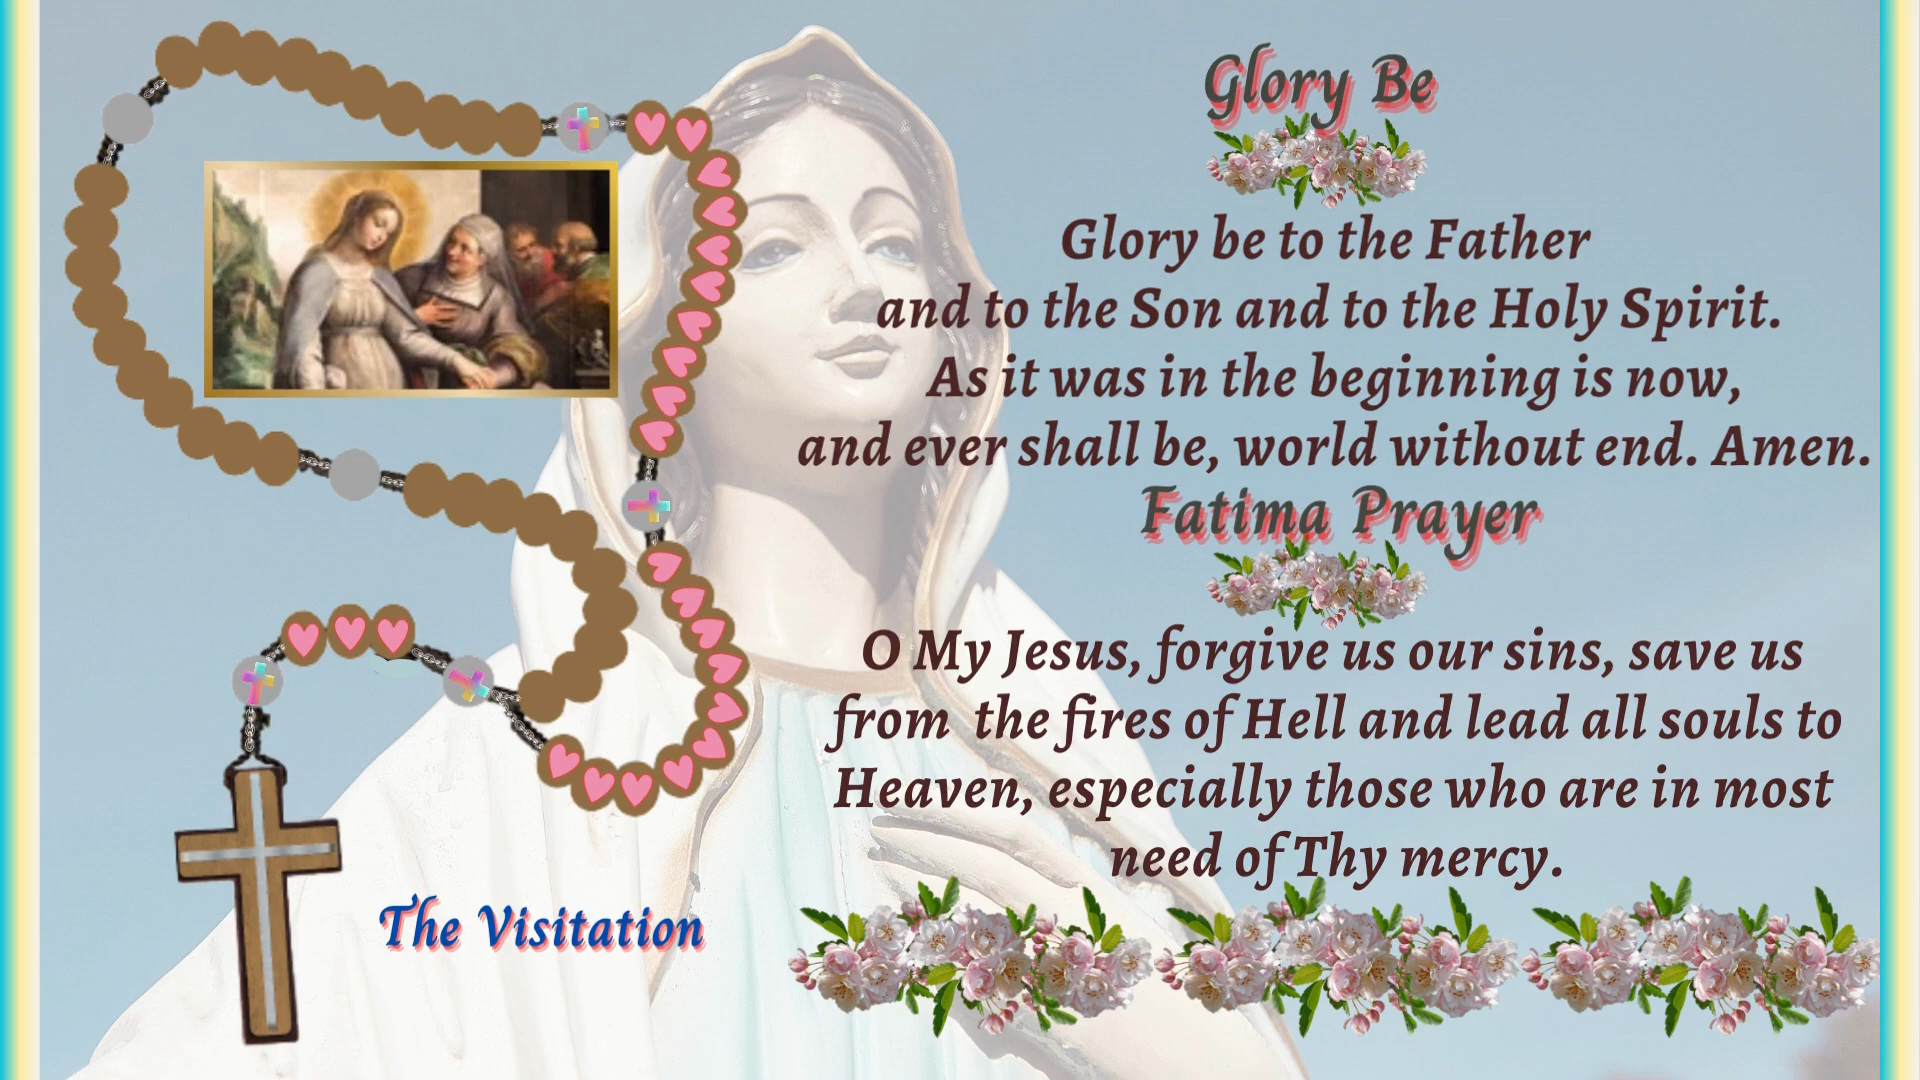 Glory Be
Glory be to the Father
and to the Son and to the Holy Spirit.
As it was in the beginning is now,
and ever shall be, world without end. Amen.
Fatima Prayer
O My Jesus, forgive us our sins, save us
from the fires of Hell and lead all souls to
Heaven, especially those who are in most
need of Thy mercy.
The Visitation